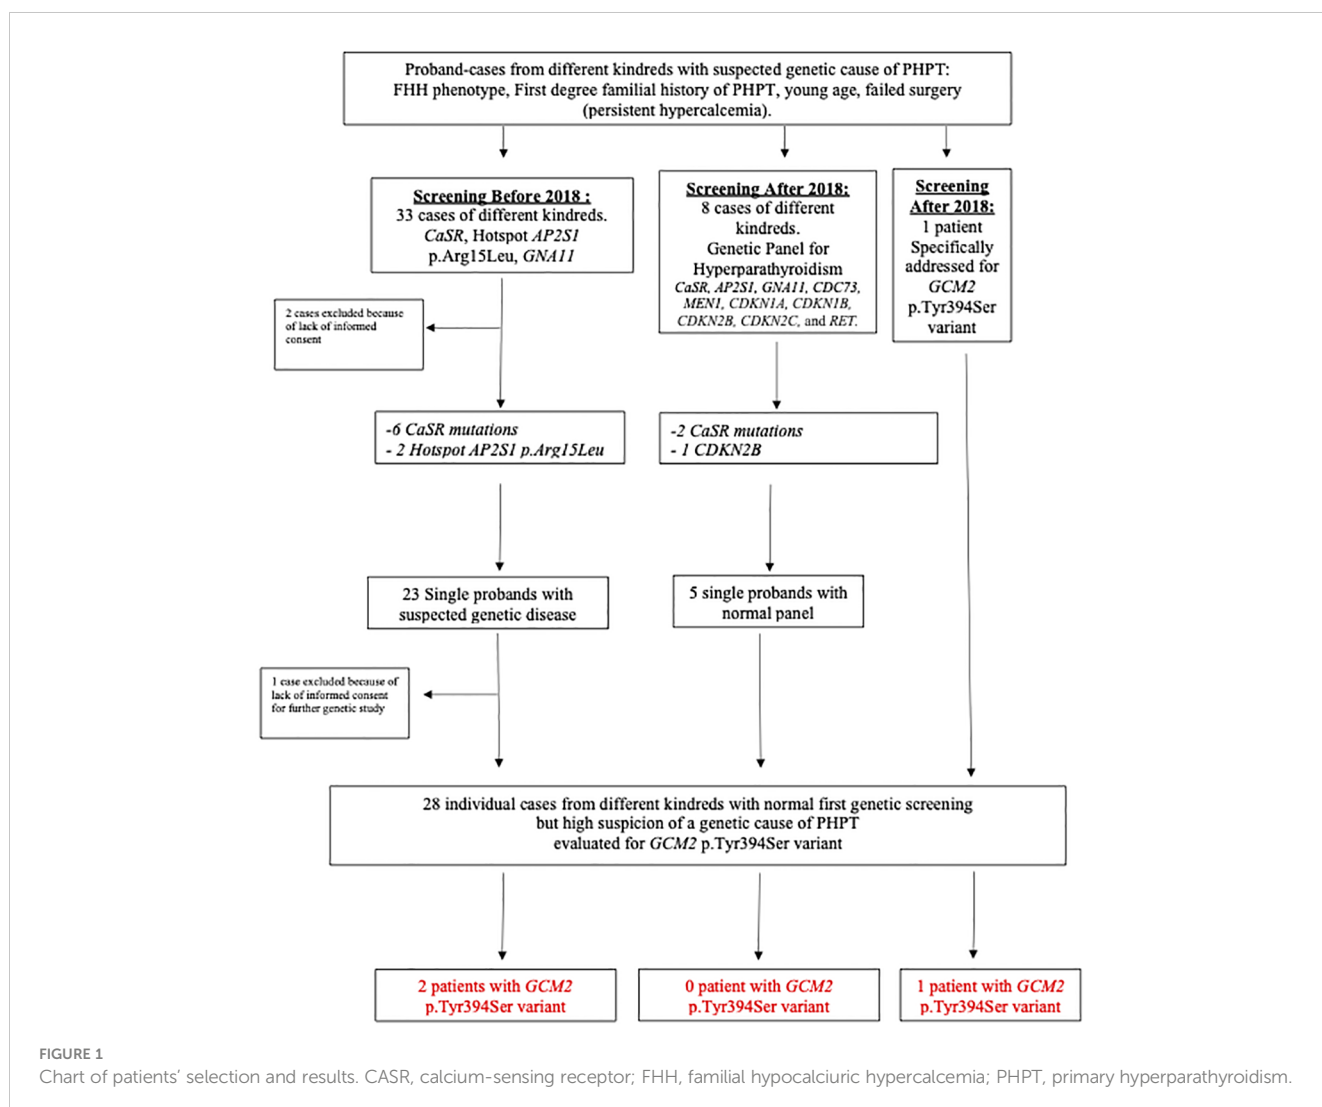 Proband-cases from different kindreds with suspected genetic cause of PHPT:
FHH phenotype, First degree familial history of PHPT, young age, failed surgery
(persistent hypercalcemia).
Screening Before 2018 :
33 cases of different kindreds.
CaSR, Hotspot AP2S1
p.Arg15Leu, GNA11
Screening After 2018:
8 cases of different
kindreds.
Genetic Panel for
Hyperparathyroidism
CaSR, AP2S1, GNA11, CDC73,
MEN1, CDKN1A, CDKN1B,
CDKN2B, CDKN2C, and RET.
Screening
After 2018:
1 patient
Specifically
addressed for
GCM2
p.Tyr394Ser
variant
2 cases excluded because
of lack of informed
consent
-6 CaSR mutations
- 2 Hotspot AP2S1 p.Arg15Leu
-2 CaSR mutations
- 1 CDKN2B
23 Single probands with
suspected genetic disease
5 single probands with
normal panel
1 case excluded because of
lack of informed consent
for further genetic study
28 individual cases from different kindreds with normal first genetic screening
but high suspicion of a genetic cause of PHPT
evaluated for GCM2 p.Tyr394Ser variant
2 patients with GCM2
p.Tyr394Ser variant
0 patient with GCM2
p.Tyr394Ser variant
1 patient with GCM2
p.Tyr394Ser variant
FIGURE 1
Chart of patients’ selection and results. CASR, calcium-sensing receptor; FHH, familial hypocalciuric hypercalcemia; PHPT, primary hyperparathyroidism.